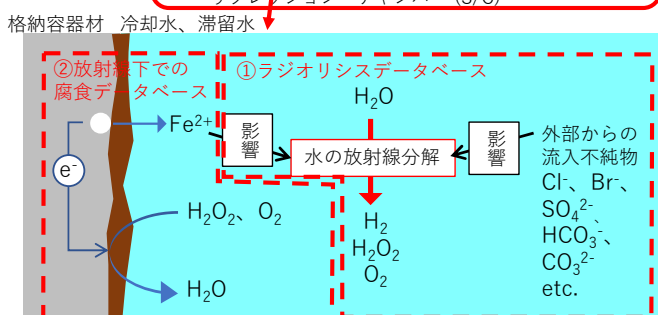 格納容器材 冷却水、滞留水
②放射線下での
腐食データベース
①ラジオリシスデータベース
H₂O
Fe²⁺
影
響
水の放射線分解
影
響
外部からの
流入不純物
Cl⁻、Br⁻、
SO₄²⁻、
HCO₃⁻、
CO₃²⁻
etc.
e⁻
H₂O₂、O₂
H₂
H₂O₂
O₂
H₂O